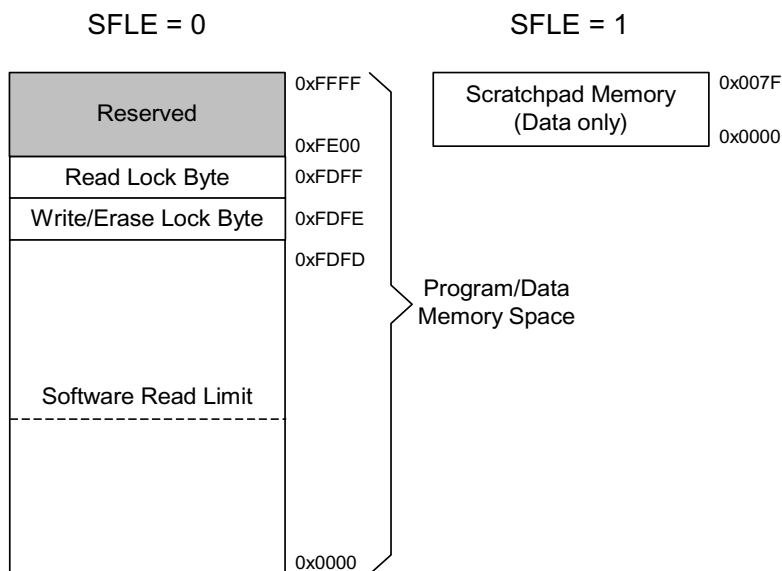 SFLE = 0
SFLE = 1
Reserved
0xFFFF
0xFE00
Read Lock Byte
0xFDFF
Write/Erase Lock Byte
0xFDFE
0xFDFD
Software Read Limit
0x0000
Program/Data
Memory Space
Scratchpad Memory
(Data only)
0x007F
0x0000